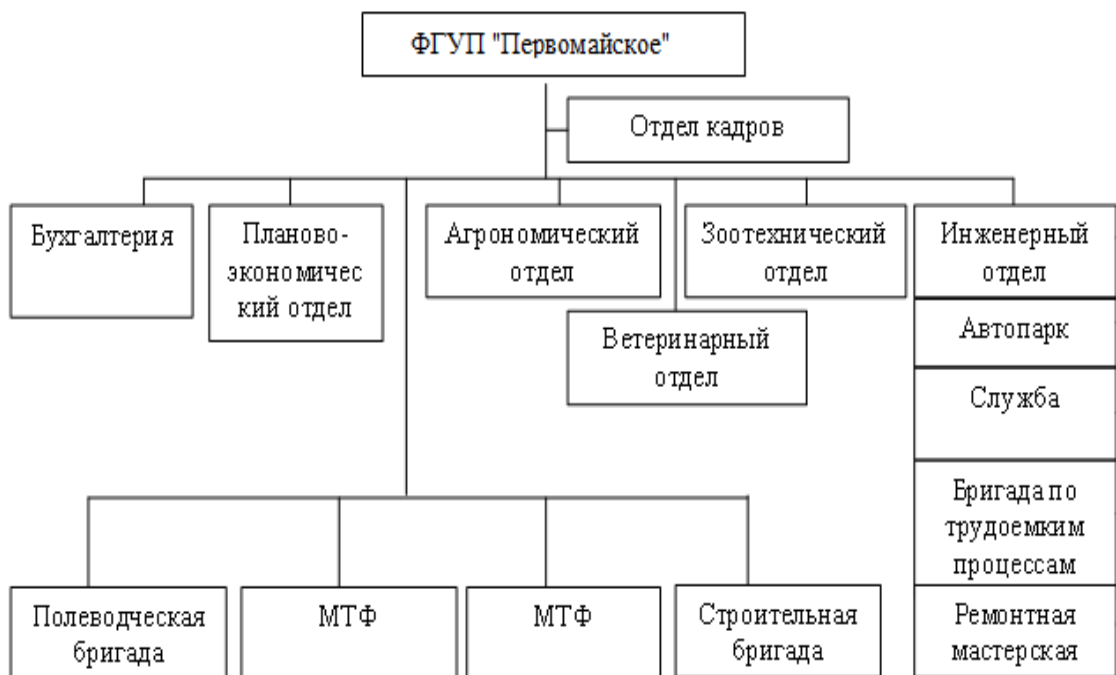 ФГУП "Первомайское"
Отдел кадров
Бухгалтерия
Планово-
экономичес
кий отдел
Агрономический
отдел
Зоотехнический
отдел
Инженерный
отдел
Ветеринарный
отдел
Автопарк
Служба
Бригада по
трудоемким
процессам
Полеводческая
бригада
МТФ
МТФ
Строительная
бригада
Ремонтная
мастерская